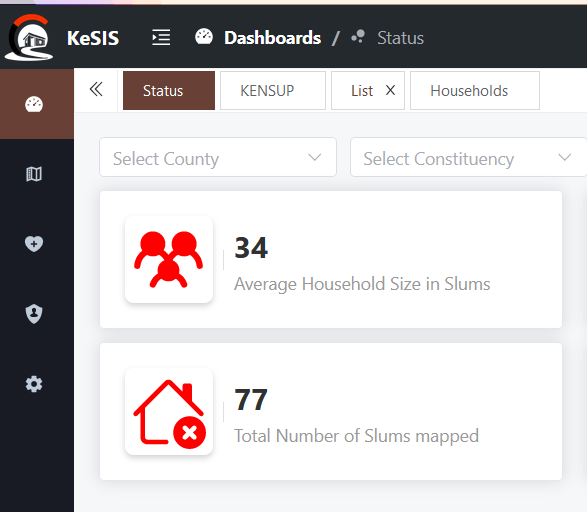 KeSIS Dashboards / Status
Status KENSUP List X Households
Select County Select Constituency
34
Average Household Size in Slums
77
Total Number of Slums mapped